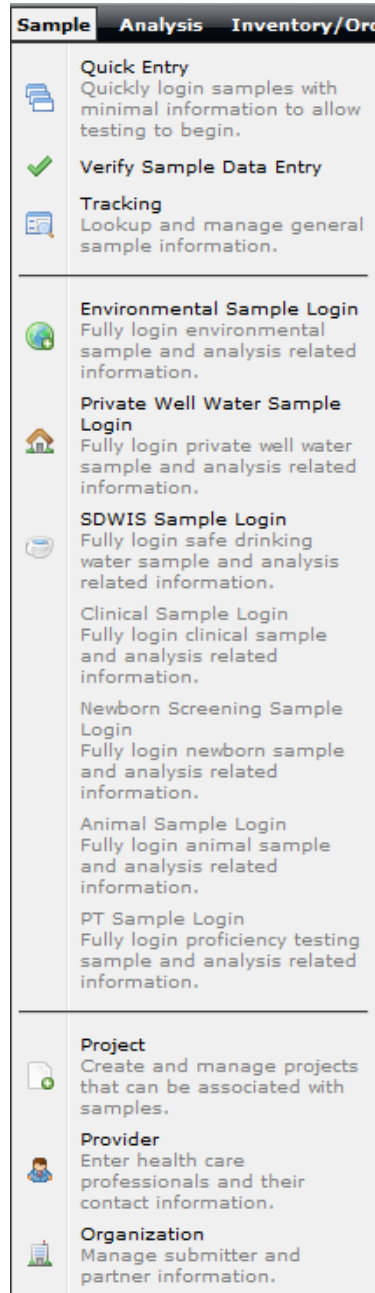 Sample Analysis Inventory/Ord
Quick Entry
Quickly login samples with
minimal information to allow
testing to begin.
Verify Sample Data Entry
Tracking
Lookup and manage general
sample information.
Environmental Sample Login
Fully login environmental
sample and analysis related
information.
Private Well Water Sample
Login
Fully login private well water
sample and analysis related
information.
SDWIS Sample Login
Fully login safe drinking
water sample and analysis
related information.
Clinical Sample Login
Fully login clinical sample
and analysis related
information.
Newborn Screening Sample
Login
Fully login newborn sample
and analysis related
information.
Animal Sample Login
Fully login animal sample
and analysis related
information.
PT Sample Login
Fully login proficiency testing
sample and analysis related
information.
Project
Create and manage projects
that can be associated with
samples.
Provider
Enter health care
professionals and their
contact information.
Organization
Manage submitter and
partner information.